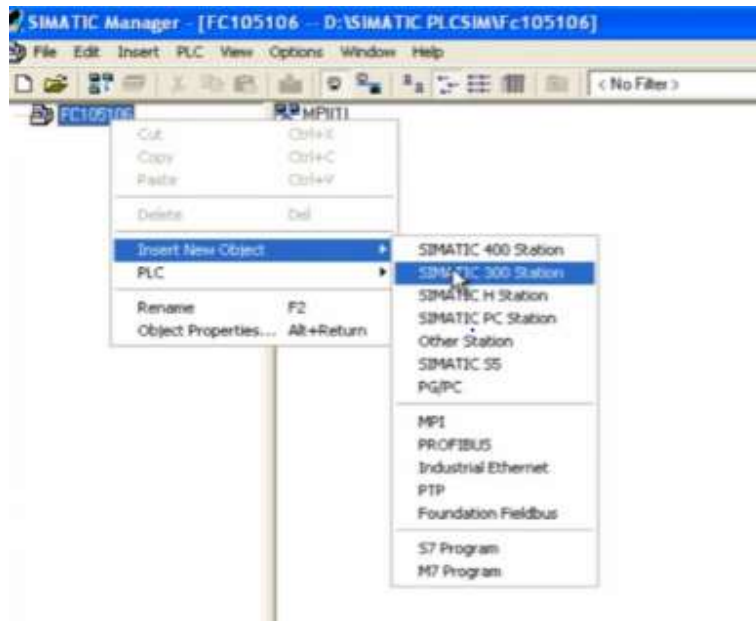 SIMATIC Manager - [FC105106 -- D:\SIMATIC PLCSIM\Fc105106]
File Edit Insert PLC View Options Window Help
< No Filter >
FC105106 MPI(1)
Cut Ctrl+X
Copy Ctrl+C
Paste Ctrl+V
Delete Del
Insert New Object
PLC
Rename F2
Object Properties... Alt+Return
SIMATIC 400 Station
SIMATIC 300 Station
SIMATIC H Station
SIMATIC PC Station
Other Station
SIMATIC S5
PG/PC
MPI
PROFIBUS
Industrial Ethernet
PTP
Foundation Fieldbus
S7 Program
M7 Program